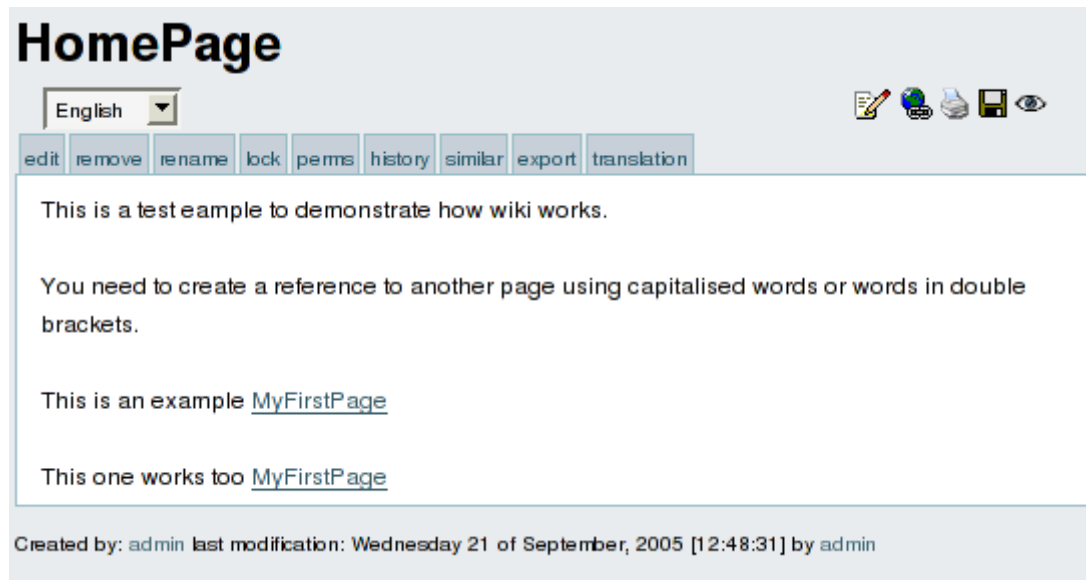 HomePage
English
edit remove rename lock perms history similar export translation
This is a test eample to demonstrate how wiki works.
You need to create a reference to another page using capitalised words or words in double
brackets.
This is an example MyFirstPage
This one works too MyFirstPage
Created by: admin last modification: Wednesday 21 of September, 2005 [12:48:31] by admin